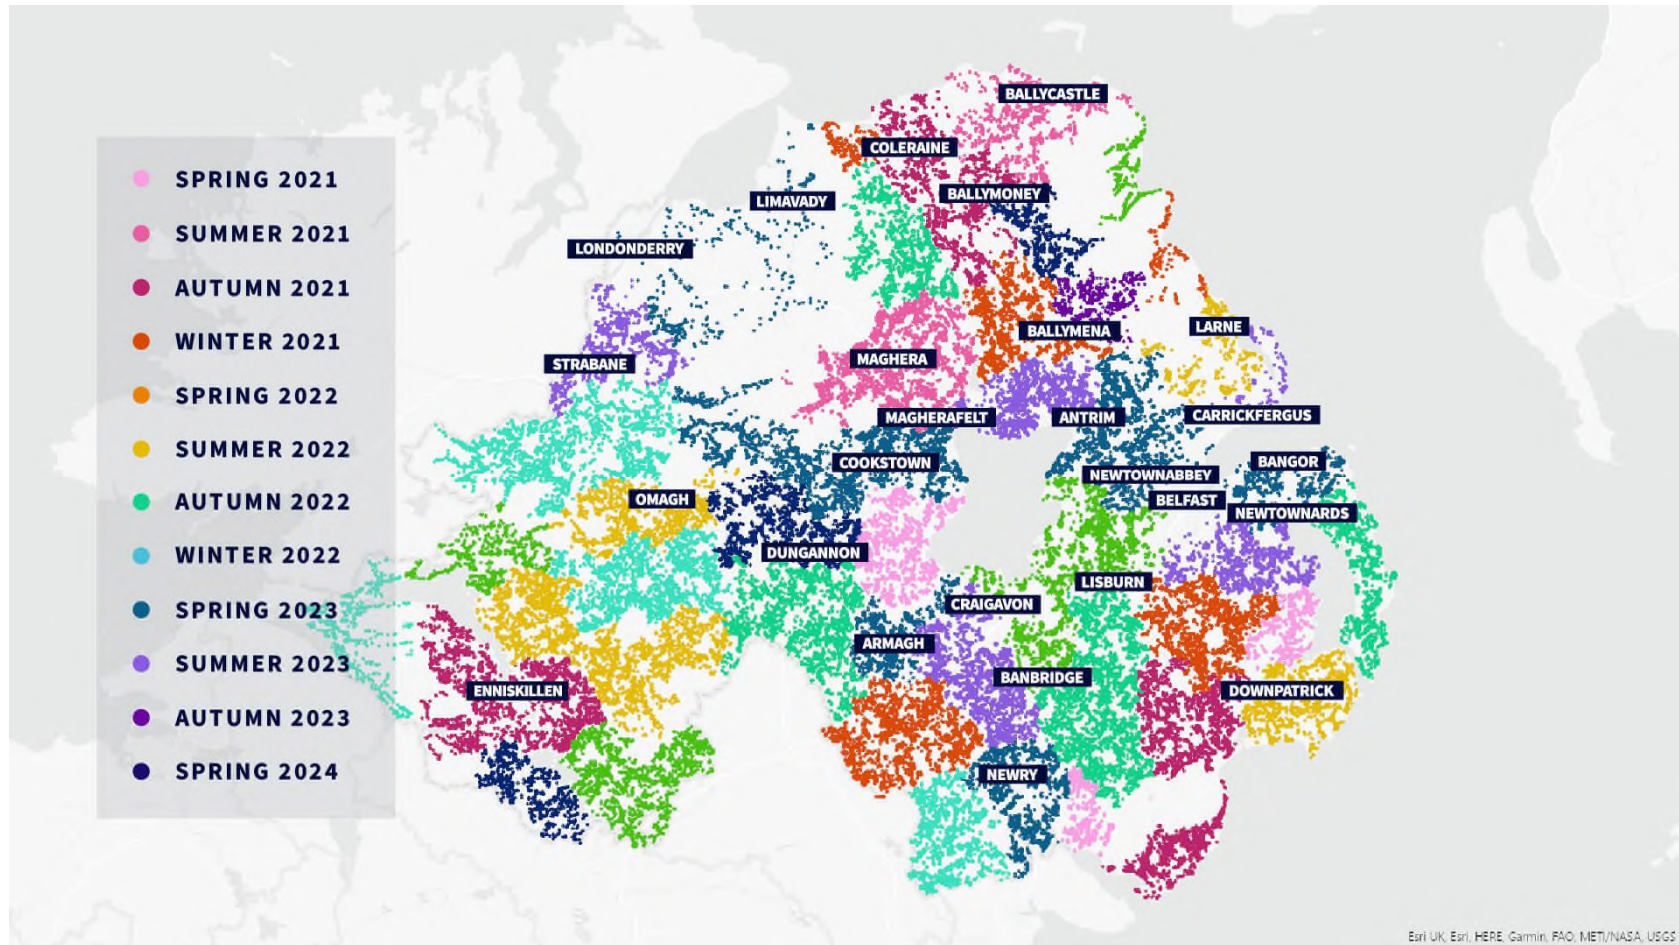 SPRING 2021
SUMMER 2021
AUTUMN 2021
WINTER 2021
SPRING 2022
SUMMER 2022
AUTUMN 2022
WINTER 2022
SPRING 2023
SUMMER 2023
AUTUMN 2023
SPRING 2024
BALLYCASTLE
COLERAINE
BALLYMONEY
LIMAVADY
LONDONDERRY
LARNE
BALLYMENA
MAGHERA
STRABANE
MAGHERAFELT
ANTRIM
CARRICKFERGUS
COOKSTOWN
BANGOR
NEWTOWNABBEY
OMAGH
BELFAST
NEWTOWNARDS
DUNGANNON
LISBURN
CRAIGAVON
ARMAGH
BANBRIDGE
ENNISKILLEN
DOWNPATRICK
NEWRY
Esri UK, Esri, HERE, Garmin, FAO, METI/NASA, USGS